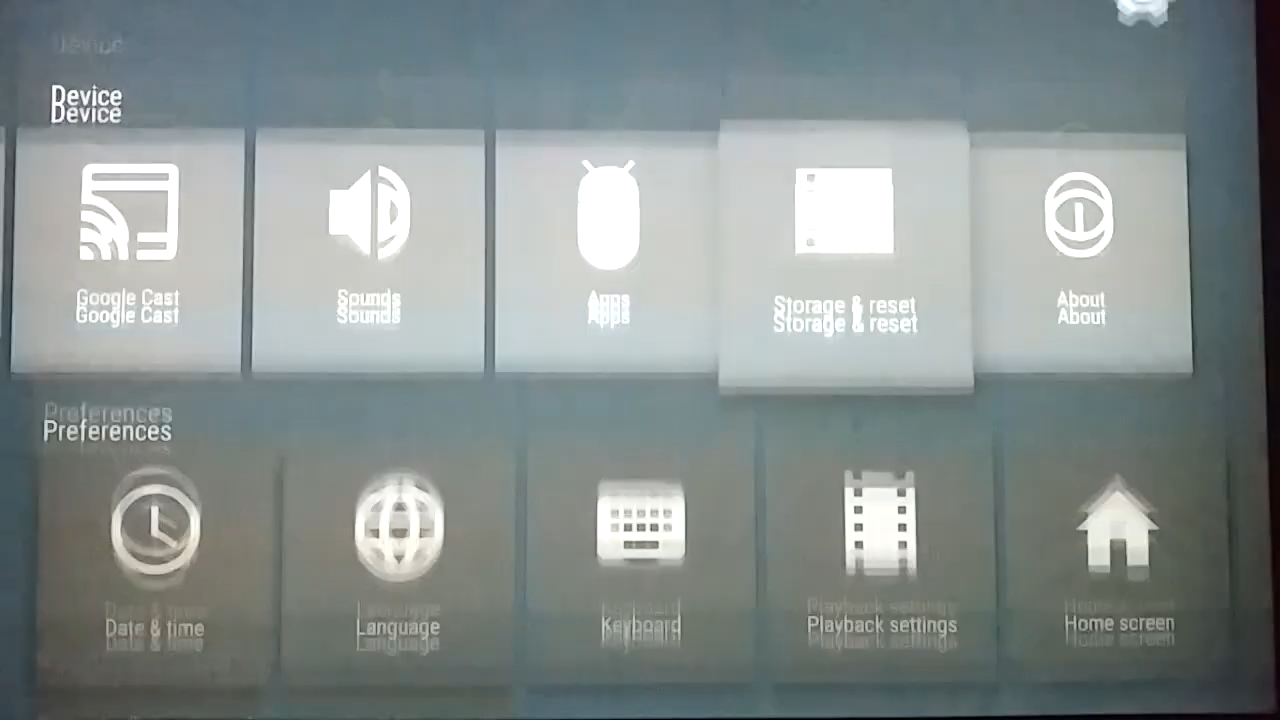 Device
Google Cast
Sounds
Apps
Storage & reset
About
Preferences
Date & time
Language
Keyboard
Playback settings
Home screen